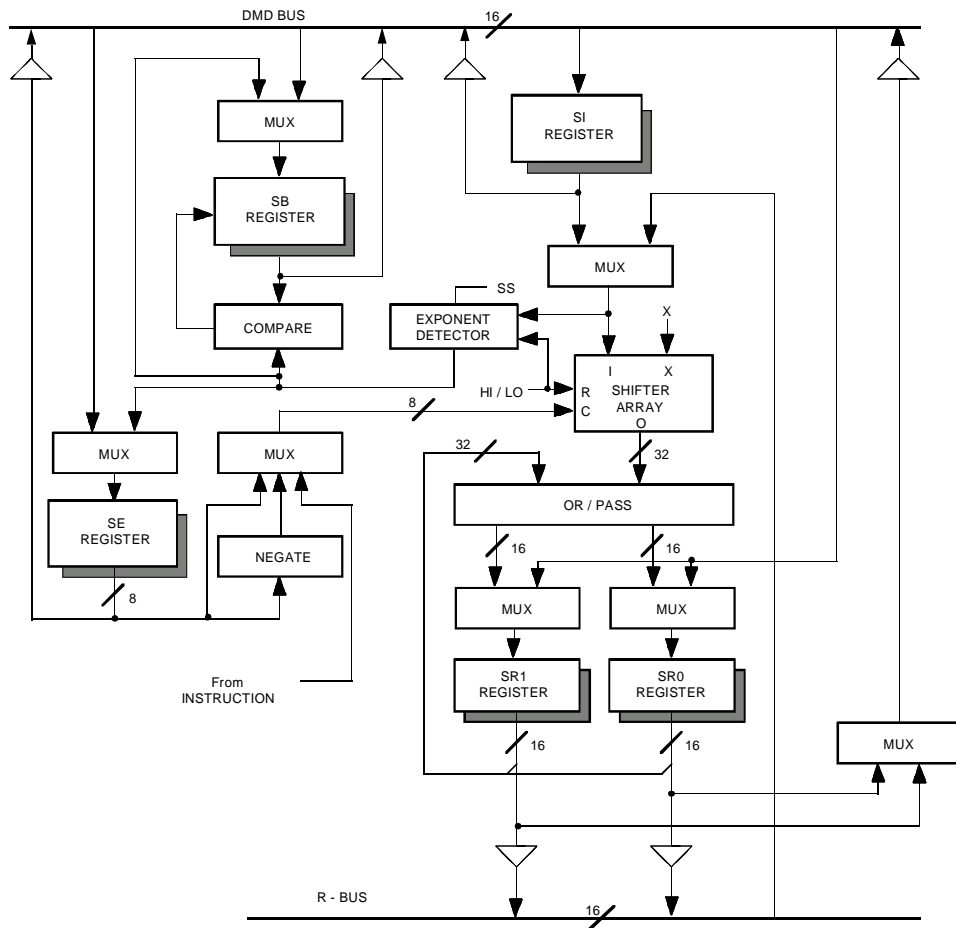 DMD BUS
16
MUX
SI
REGISTER
SB
REGISTER
MUX
SS
COMPARE
EXPONENT
DETECTOR
X
I
X
HI / LO
R
SHIFTER
ARRAY
C
O
8
MUX
MUX
32
32
SE
REGISTER
OR / PASS
NEGATE
16
16
8
MUX
MUX
From
INSTRUCTION
SR1
REGISTER
SR0
REGISTER
16
16
MUX
R - BUS
16